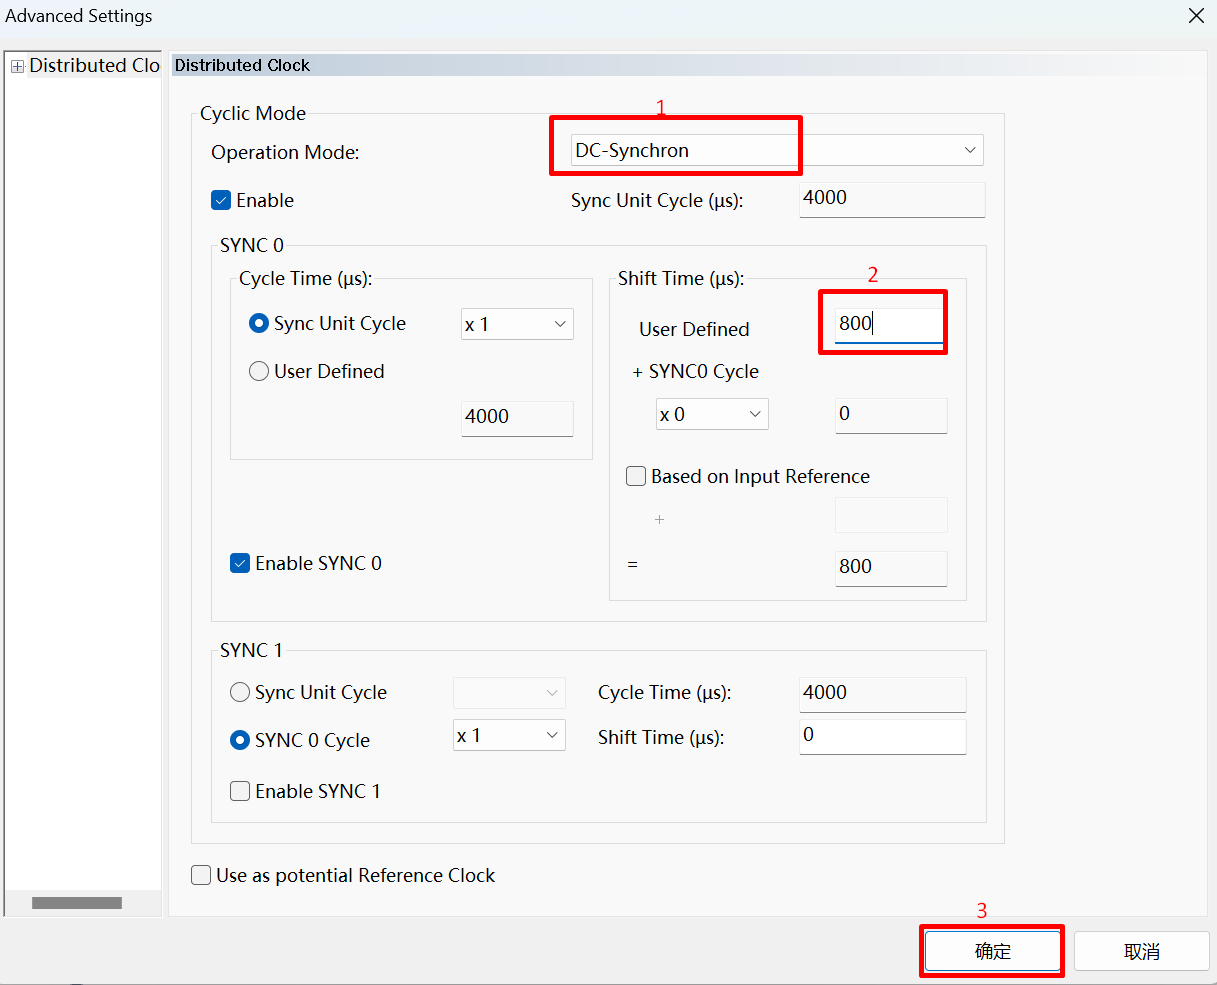 Advanced Settings
Distributed Clo
Distributed Clock
Cyclic Mode
1
Operation Mode:
DC-Synchron
Enable
Sync Unit Cycle (µs):
4000
SYNC 0
Cycle Time (µs):
Sync Unit Cycle
x 1
User Defined
4000
Enable SYNC 0
Shift Time (µs):
2
User Defined
800
+ SYNC0 Cycle
x 0
0
Based on Input Reference
+
=
800
SYNC 1
Sync Unit Cycle
Cycle Time (µs):
4000
SYNC 0 Cycle
x 1
Shift Time (µs):
0
Enable SYNC 1
Use as potential Reference Clock
3
确定
取消